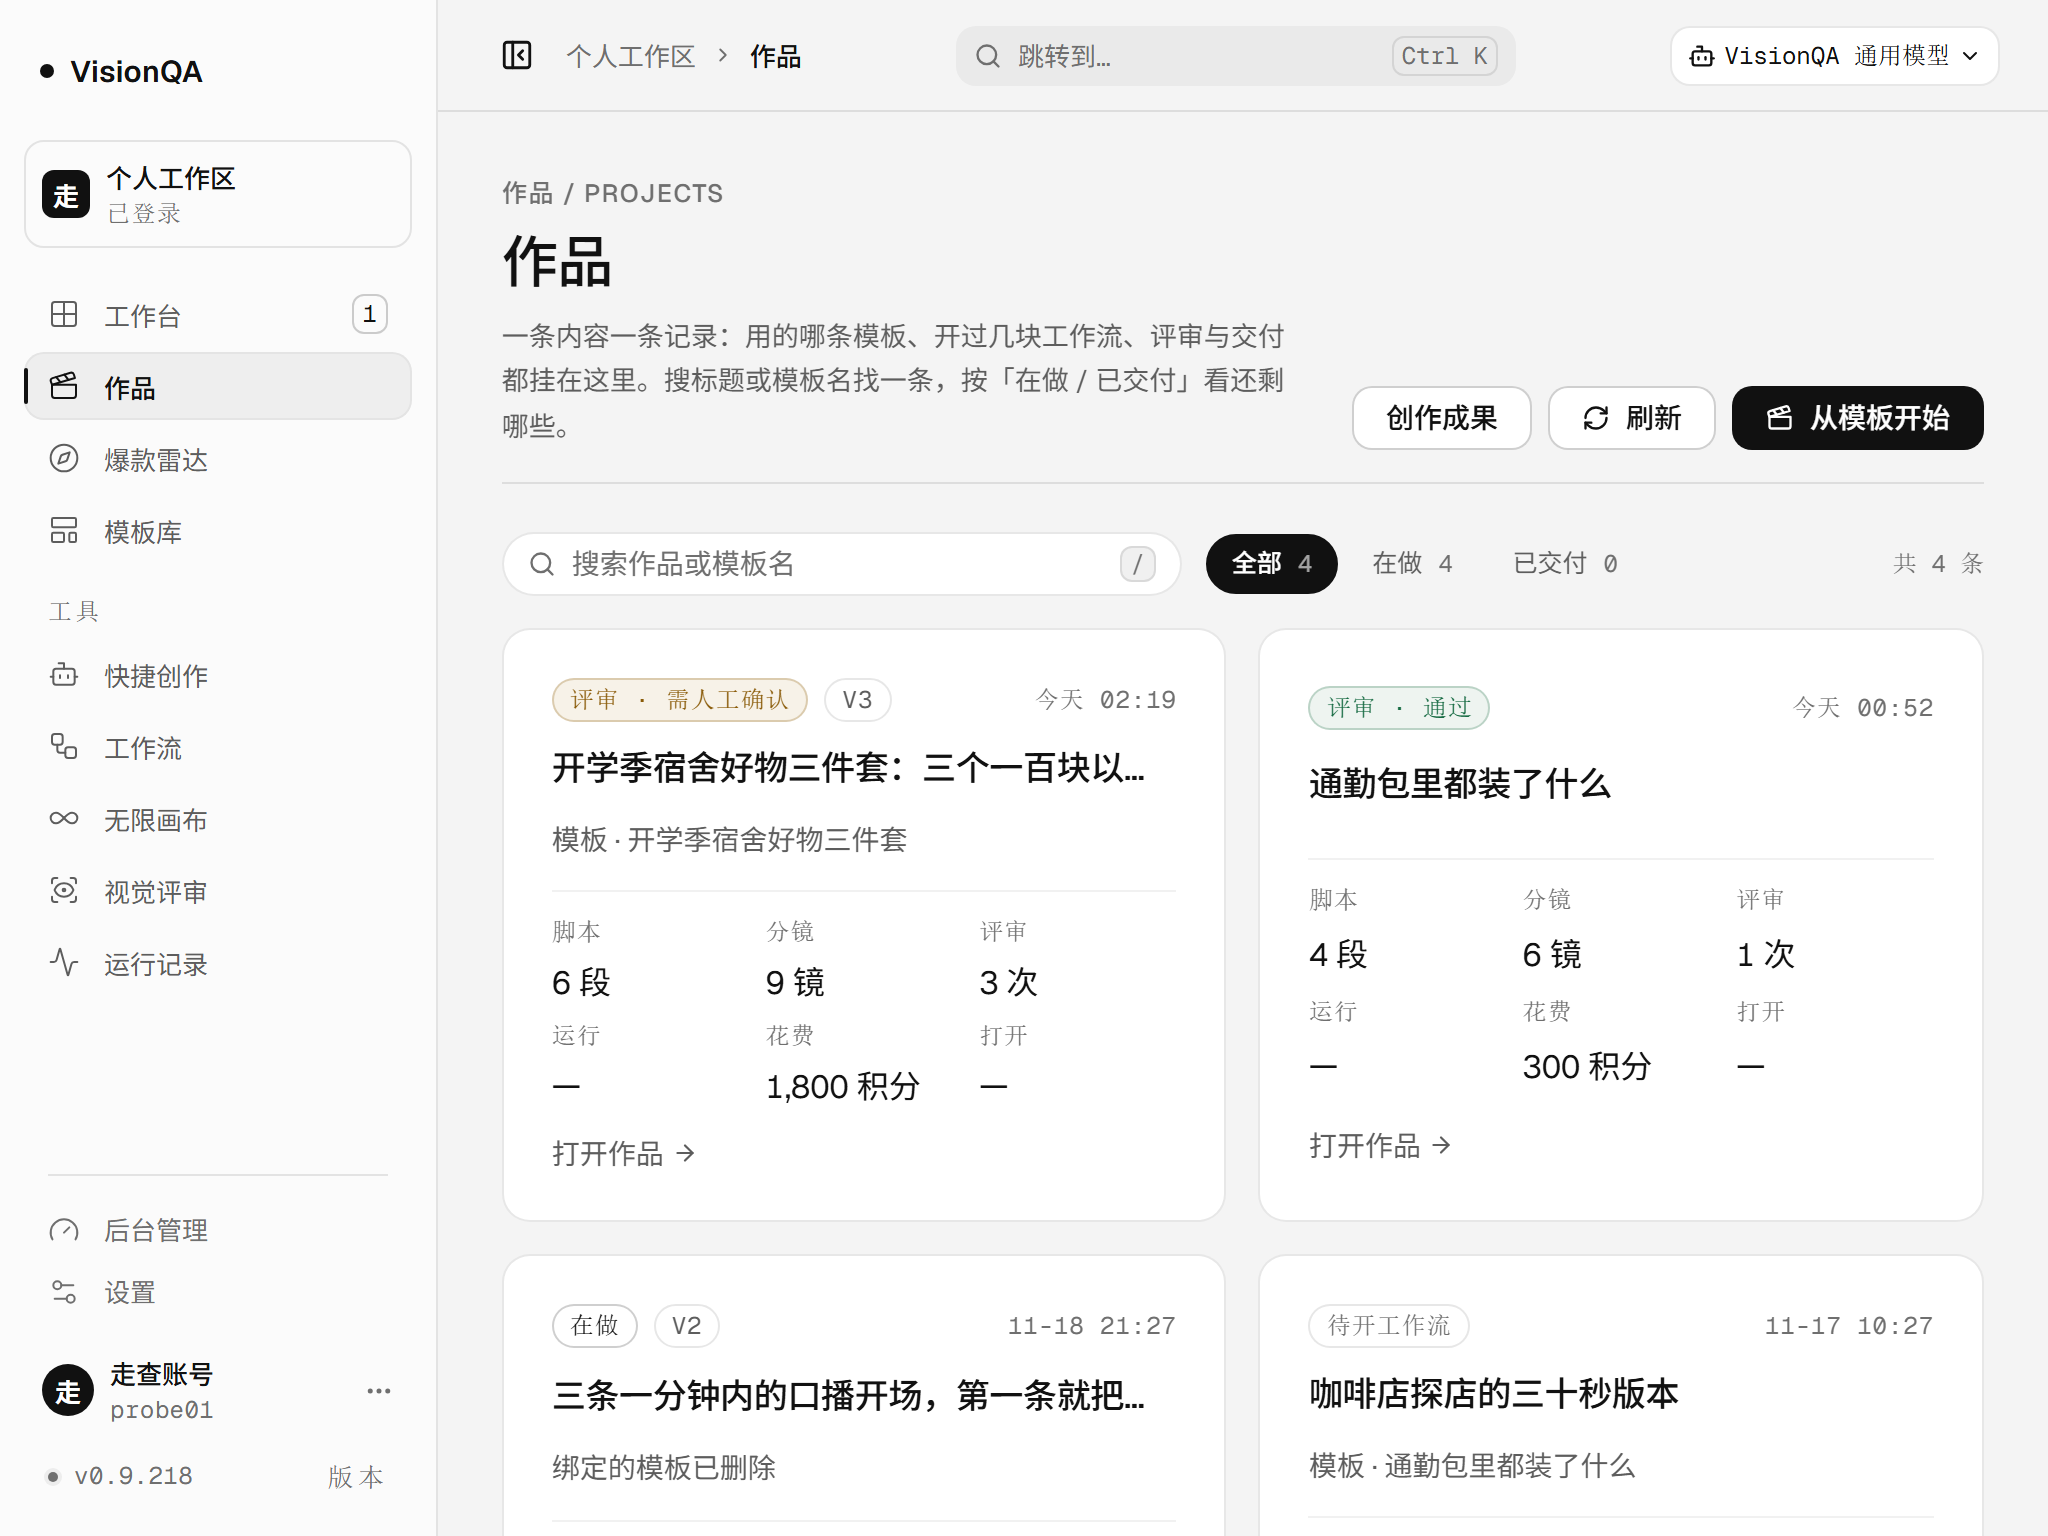 VisionQA
走
个人工作区
已登录
工作台
1
作品
爆款雷达
模板库
工具
快捷创作
工作流
无限画布
视觉评审
运行记录
后台管理
设置
走
走查账号
probe01
v0.9.218
版本
个人工作区 > 作品
跳转到...
Ctrl K
VisionQA 通用模型
作品 / PROJECTS
作品
一条内容一条记录：用的哪条模板、开过几块工作流、评审与交付
都挂在这里。搜标题或模板名找一条，按「在做 / 已交付」看还剩
哪些。
创作成果
刷新
从模板开始
搜索作品或模板名
/
全部 4
在做 4
已交付 0
共 4 条
评审 · 需人工确认
V3
今天 02:19
开学季宿舍好物三件套：三个一百块以...
模板 · 开学季宿舍好物三件套
脚本 分镜 评审
6 段 9 镜 3 次
运行 花费 打开
— 1,800 积分 —
打开作品 →
评审 · 通过
今天 00:52
通勤包里都装了什么
脚本 分镜 评审
4 段 6 镜 1 次
运行 花费 打开
— 300 积分 —
打开作品 →
在做
V2
11-18 21:27
三条一分钟内的口播开场，第一条就把...
绑定的模板已删除
待开工作流
11-17 10:27
咖啡店探店的三十秒版本
模板 · 通勤包里都装了什么